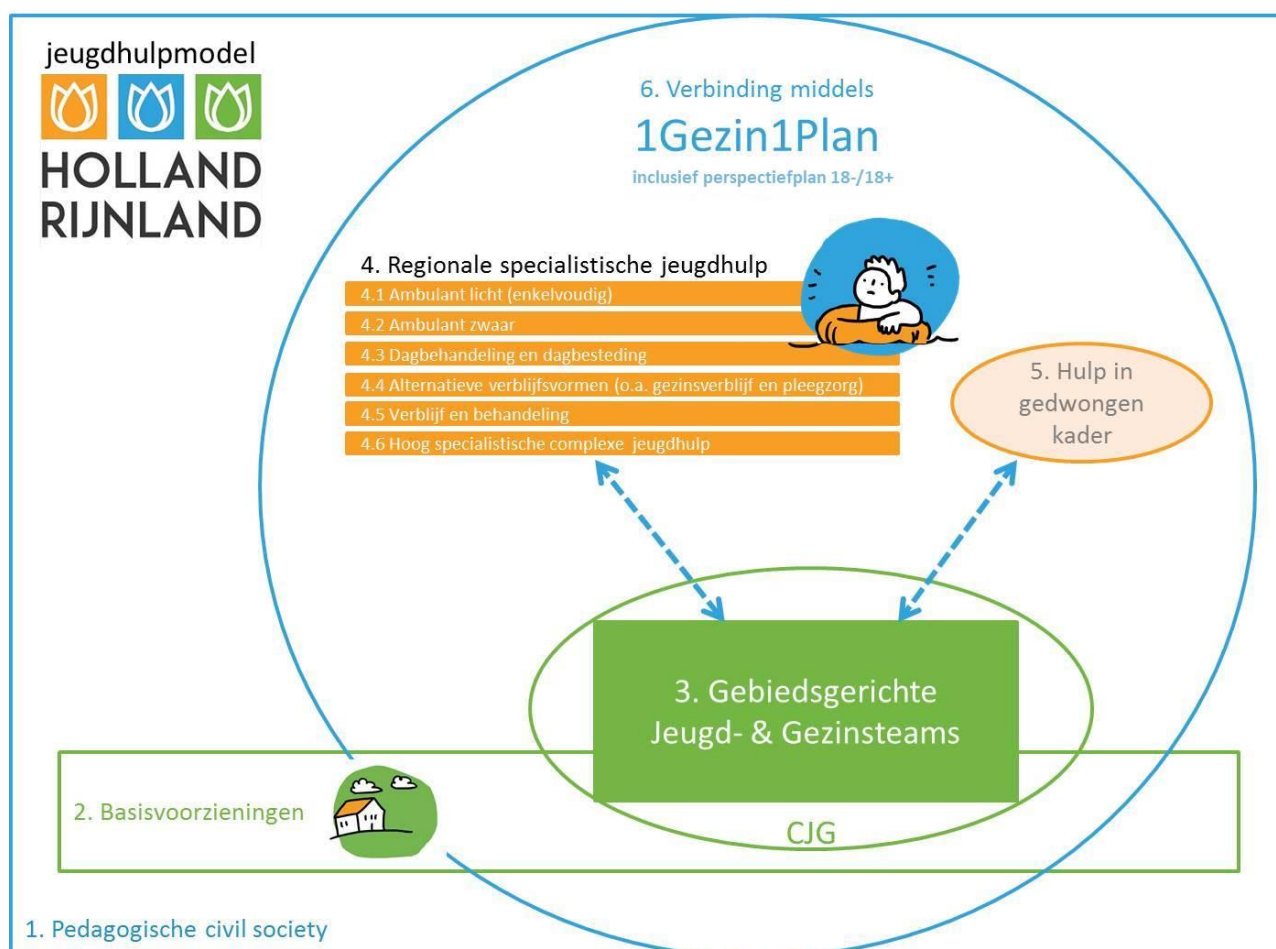 jeugdhulpmodel
HOLLAND
RIJNLAND
6. Verbinding middels
1Gezin1Plan
inclusief perspectiefplan 18-/18+
4. Regionale specialistische jeugdhulp
4.1 Ambulant licht (enkelvoudig)
4.2 Ambulant zwaar
4.3 Dagbehandeling en dagbesteding
4.4 Alternatieve verblijfsvormen (o.a. gezinsverblijf en pleegzorg)
4.5 Verblijf en behandeling
4.6 Hoog specialistische complexe jeugdhulp
5. Hulp in
gedwongen
kader
3. Gebiedsgerichte
Jeugd- & Gezinsteams
2. Basisvoorzieningen
CJG
1. Pedagogische civil society